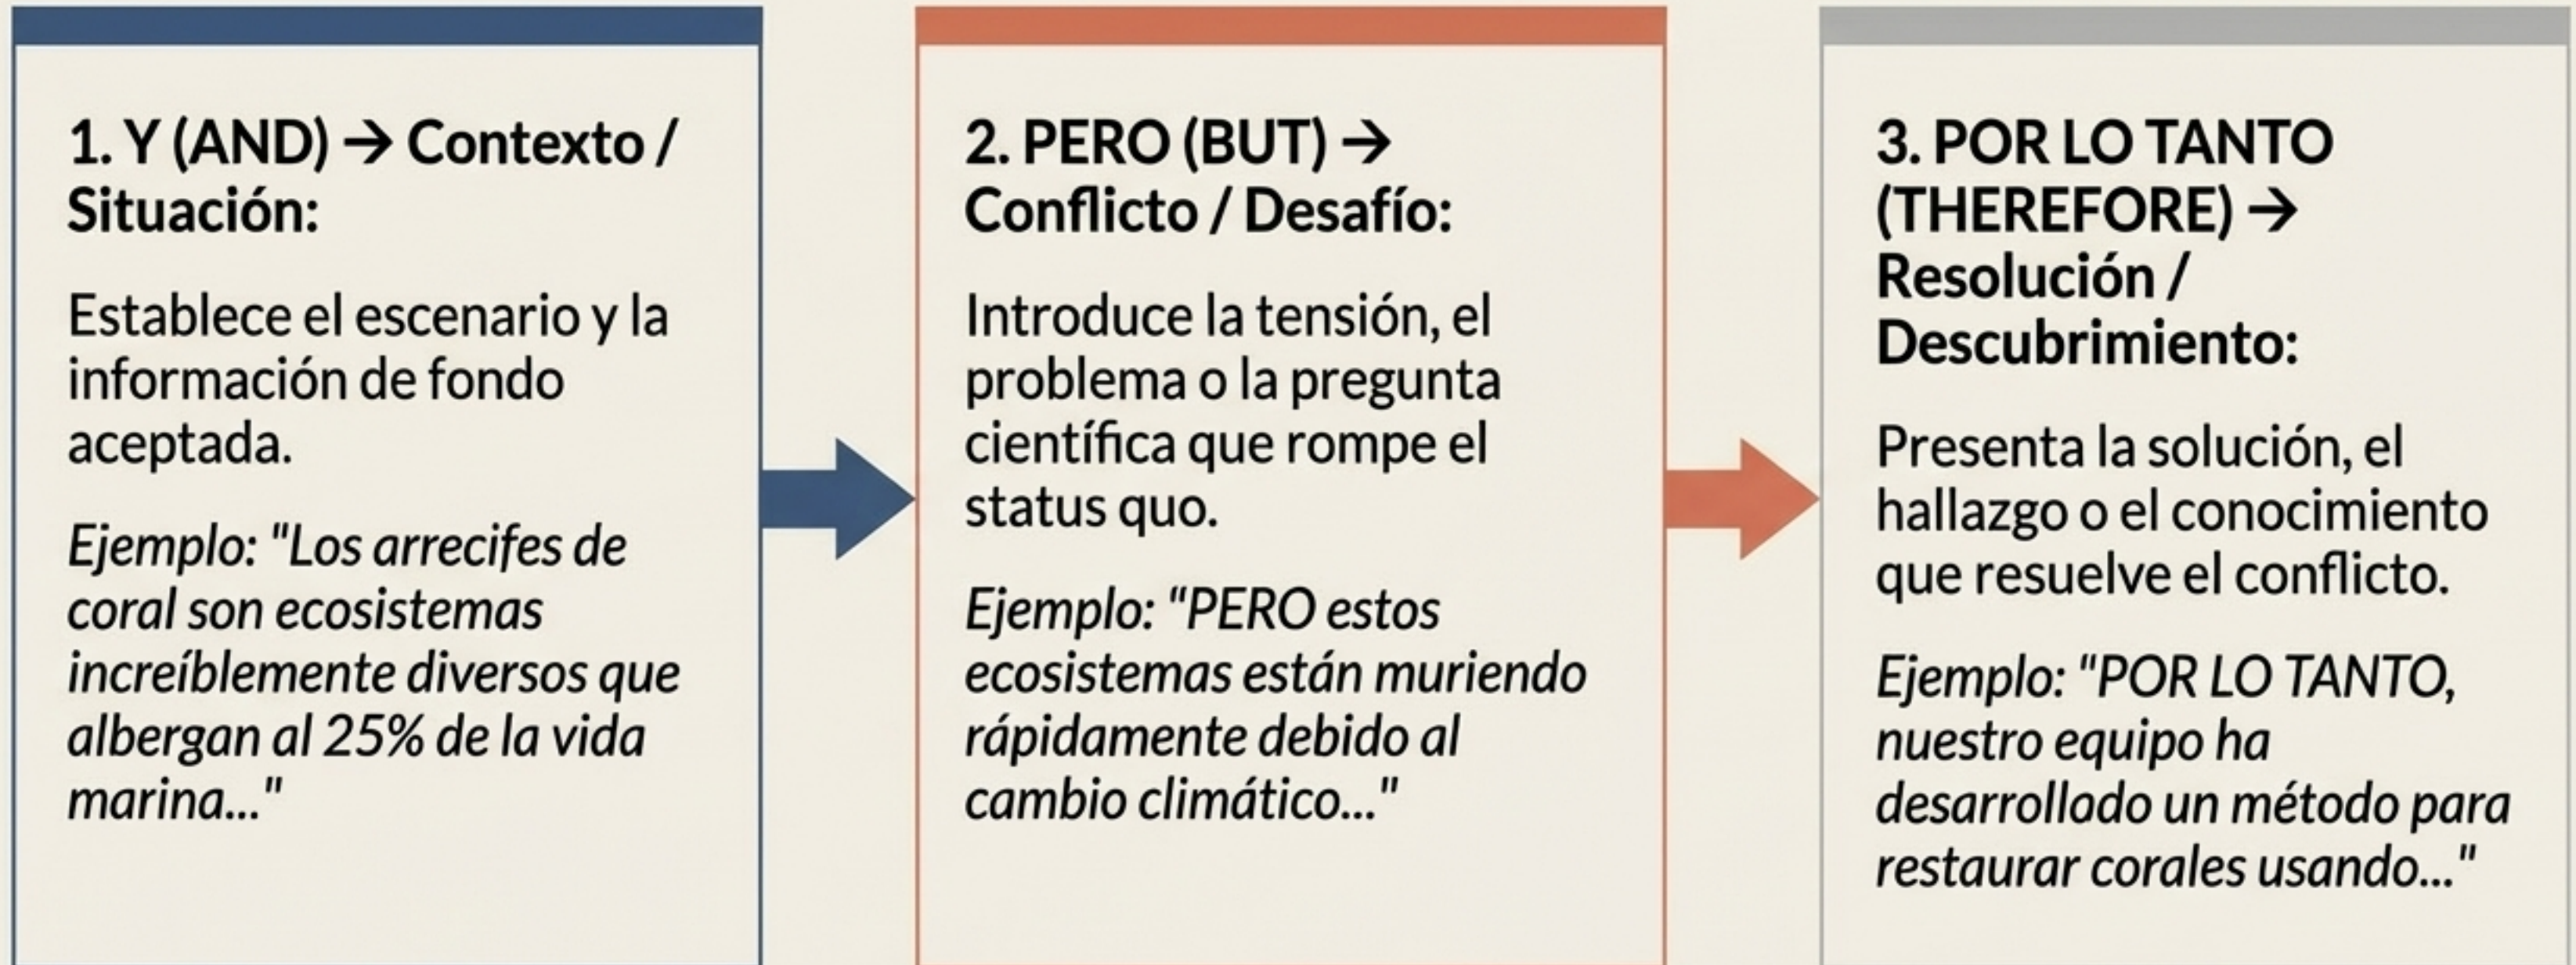 1. Y (AND) → Contexto /
Situación:
Establece el escenario y la
información de fondo
aceptada.
Ejemplo: "Los arrecifes de
coral son ecosistemas
increíblemente diversos que
albergan al 25% de la vida
marina..."
2. PERO (BUT) →
Conflicto / Desafío:
Introduce la tensión, el
problema o la pregunta
científica que rompe el
status quo.
Ejemplo: "PERO estos
ecosistemas están muriendo
rápidamente debido al
cambio climático..."
3. POR LO TANTO
(THEREFORE) →
Resolución /
Descubrimiento:
Presenta la solución, el
hallazgo o el conocimiento
que resuelve el conflicto.
Ejemplo: "POR LO TANTO,
nuestro equipo ha
desarrollado un método para
restaurar corales usando..."